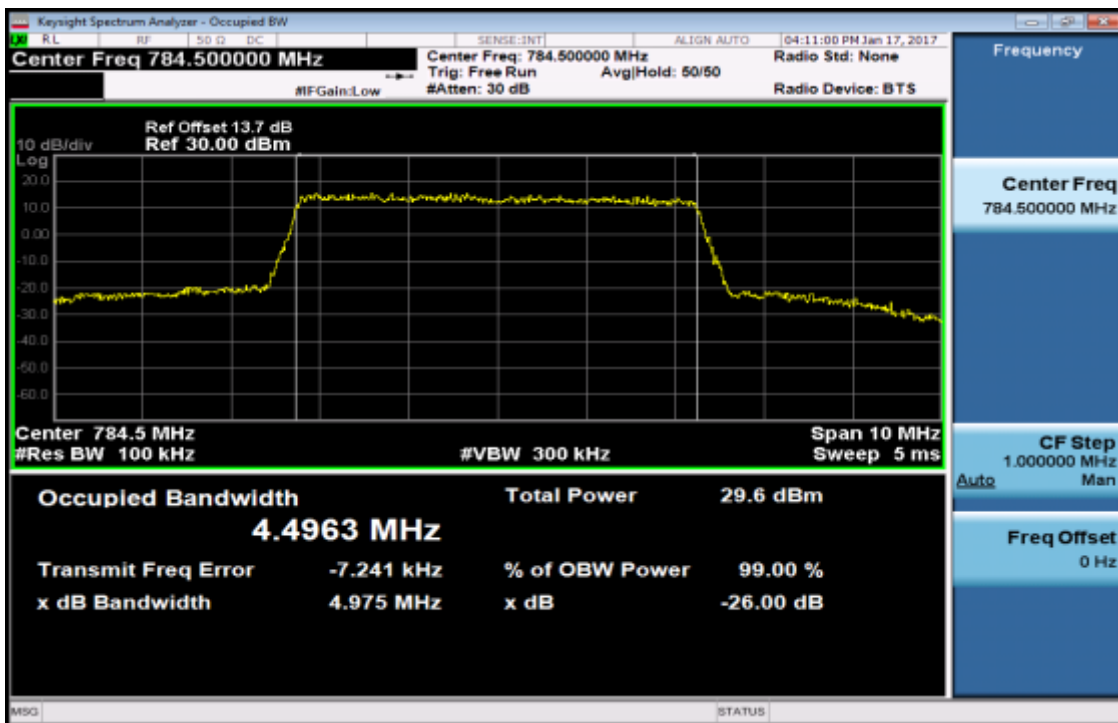 Keysight Spectrum Analyzer - Occupied BW
LXI RL RF 50 Ω DC SENSE:INT ALIGN AUTO 04:11:00 PM Jan 17, 2017
Center Freq 784.500000 MHz
Center Freq: 784.500000 MHz Radio Std: None
Trig: Free Run Avg|Hold: 50/50
#IFGain:Low #Atten: 30 dB Radio Device: BTS
Frequency
Ref Offset 13.7 dB
10 dB/div Ref 30.00 dBm
Log
20.0
10.0
0.00
-10.0
-20.0
-30.0
-40.0
-50.0
-60.0
Center 784.5 MHz Span 10 MHz
#Res BW 100 kHz #VBW 300 kHz Sweep 5 ms
Center Freq
784.500000 MHz
CF Step
1.000000 MHz
Auto Man
Freq Offset
0 Hz
Occupied Bandwidth Total Power 29.6 dBm
4.4963 MHz
Transmit Freq Error -7.241 kHz % of OBW Power 99.00 %
x dB Bandwidth 4.975 MHz x dB -26.00 dB
MSG STATUS